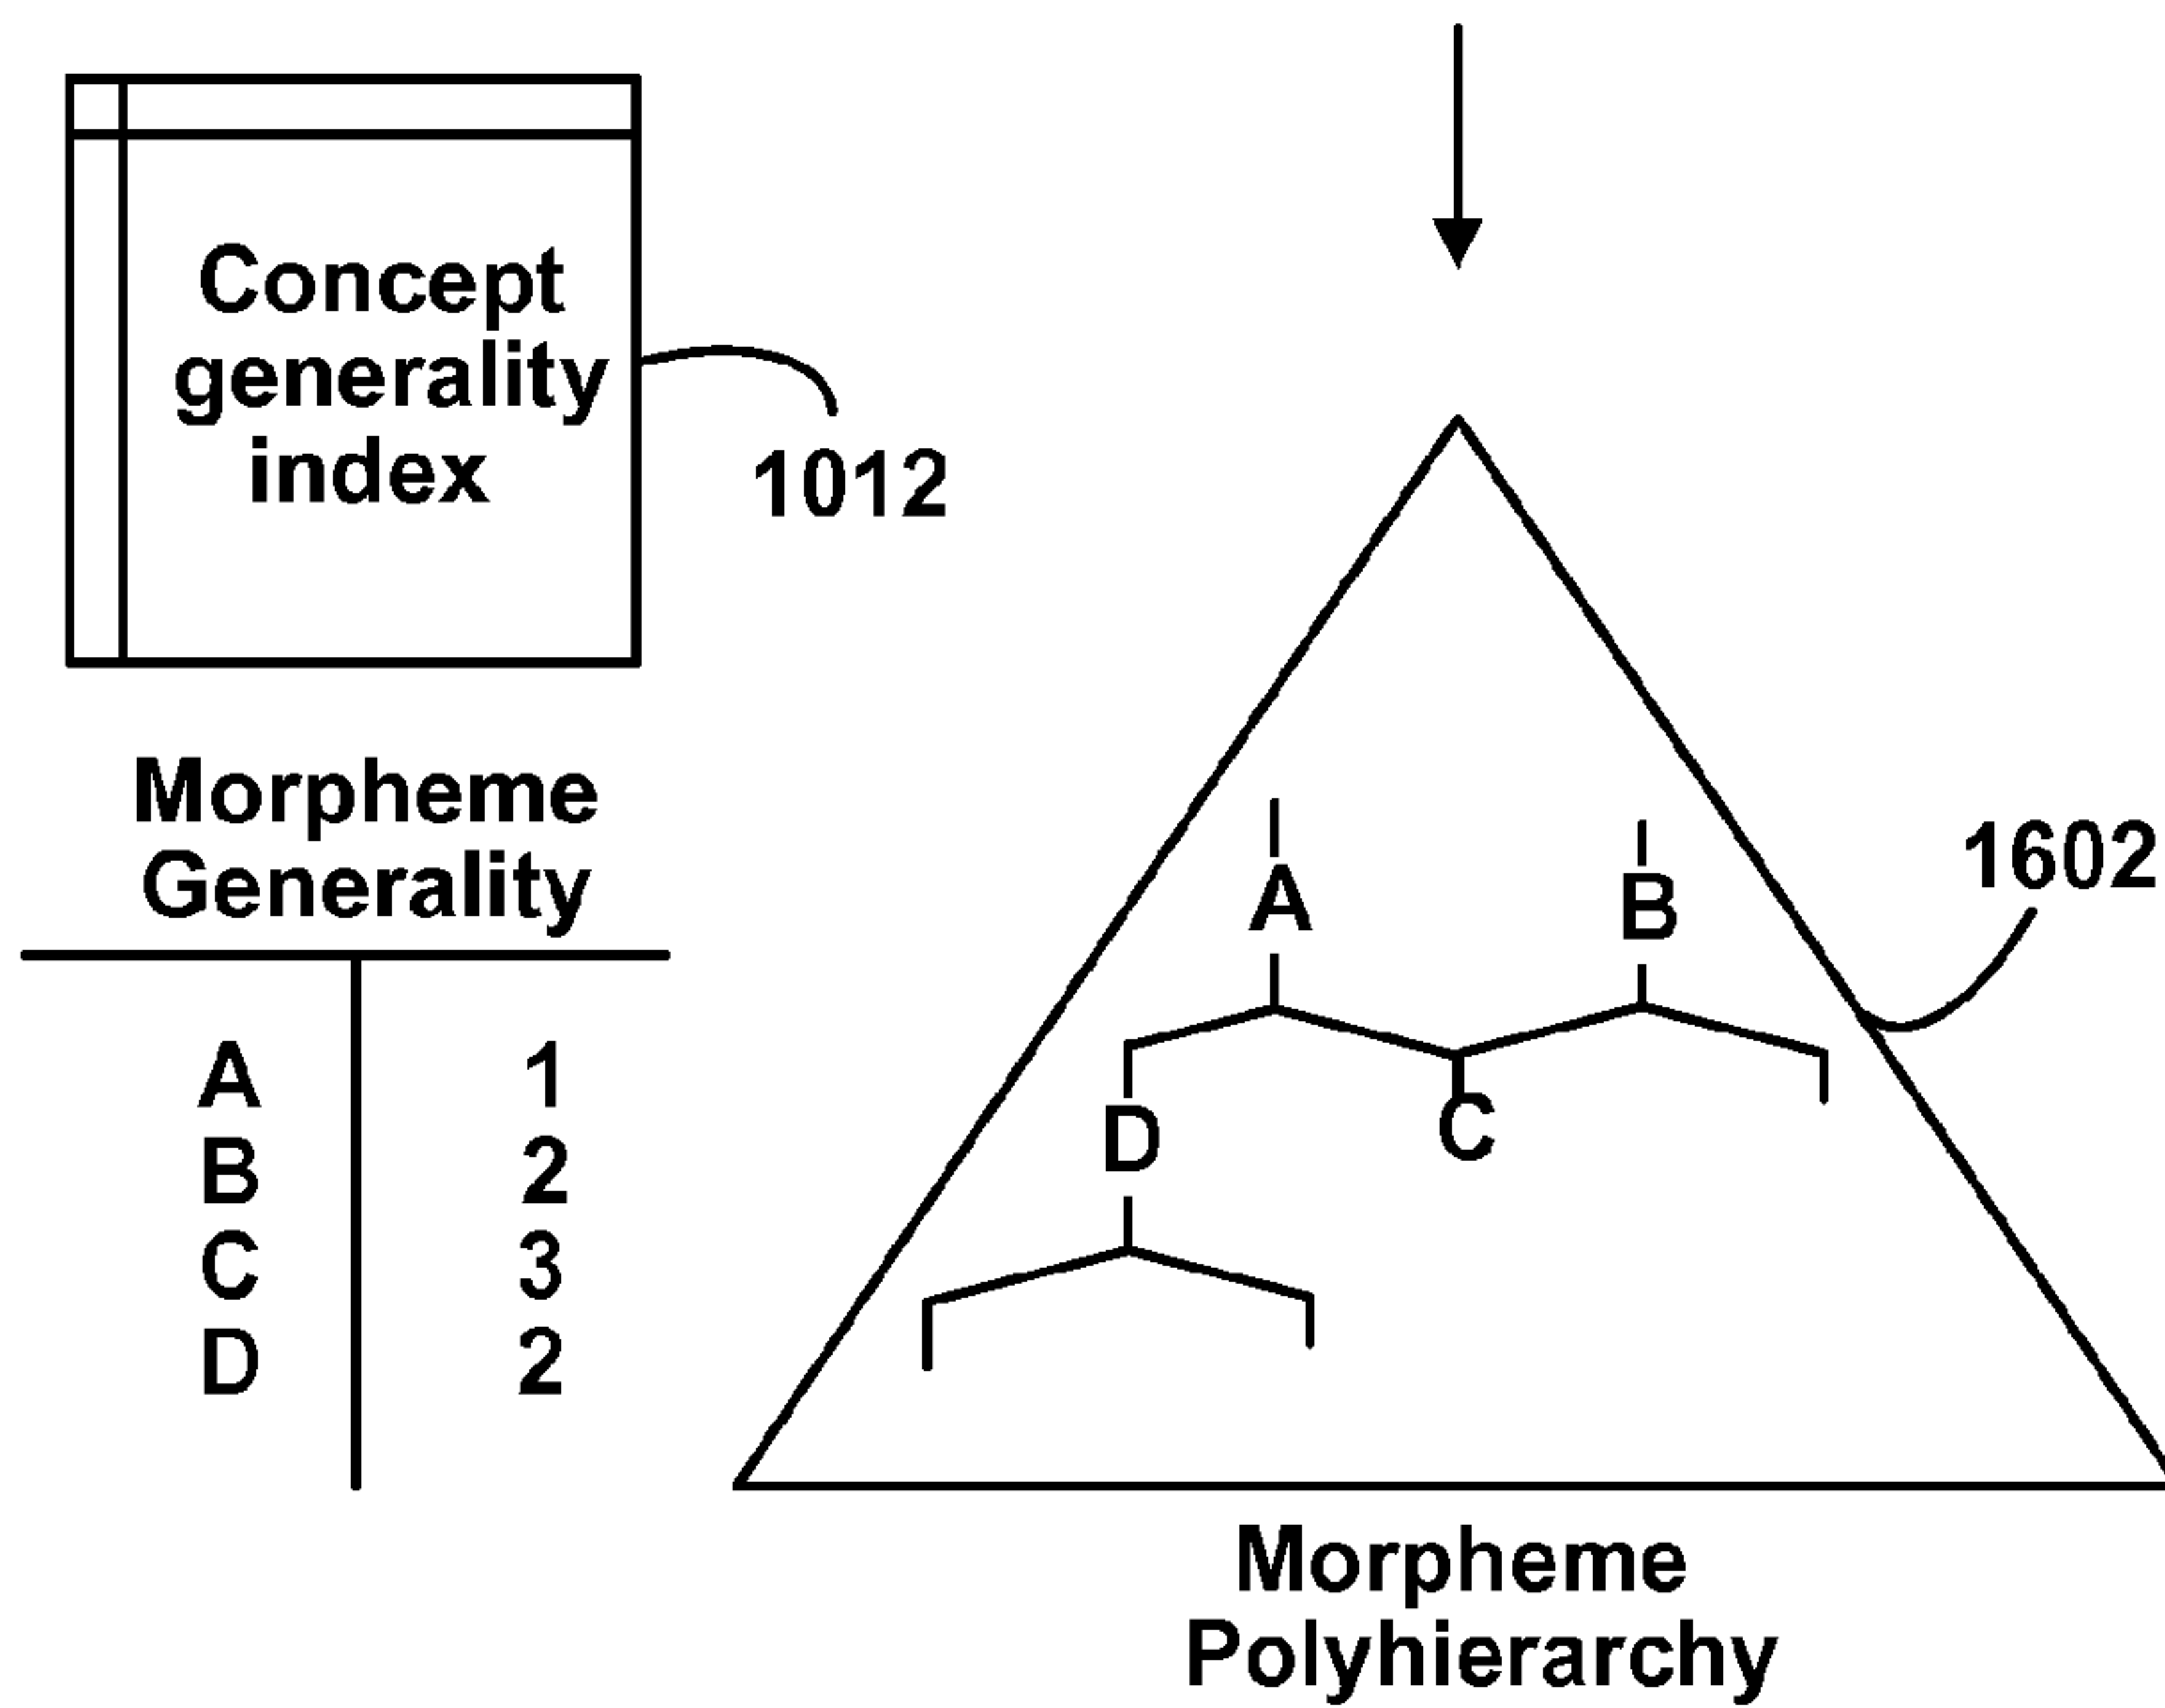 Concept
generality
index
1012
Morpheme
Generality
A 1
B 2
C 3
D 2
1602
A B
D C
Morpheme
Polyhierarchy